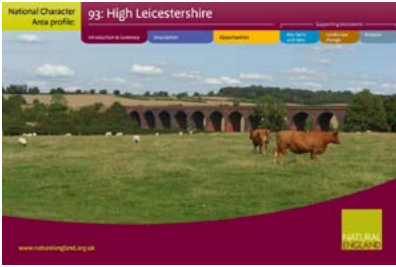 National Character
Area profile:
93: High Leicestershire
Supporting documents
Introduction & Summary
Description
Opportunities
Key facts
and data
Landscape
change
Analysis
www.naturalengland.org.uk
NATURAL
ENGLAND